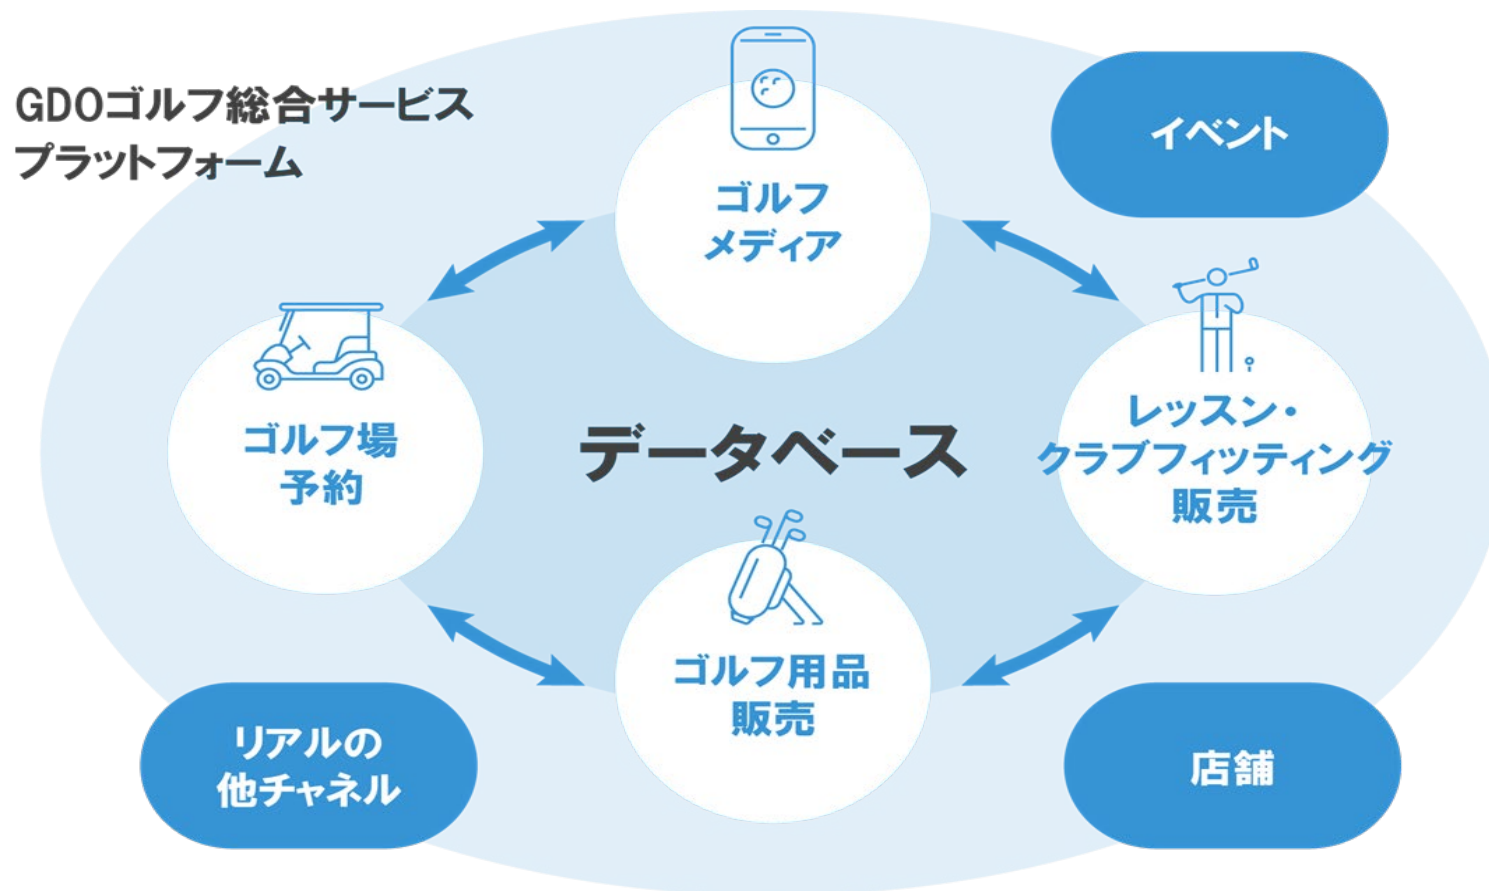 GDOゴルフ総合サービス
プラットフォーム
ゴルフ
メディア
イベント
ゴルフ場
予約
データベース
レッスン・
クラブフィッティング
販売
ゴルフ用品
販売
リアルの
他チャネル
店舗